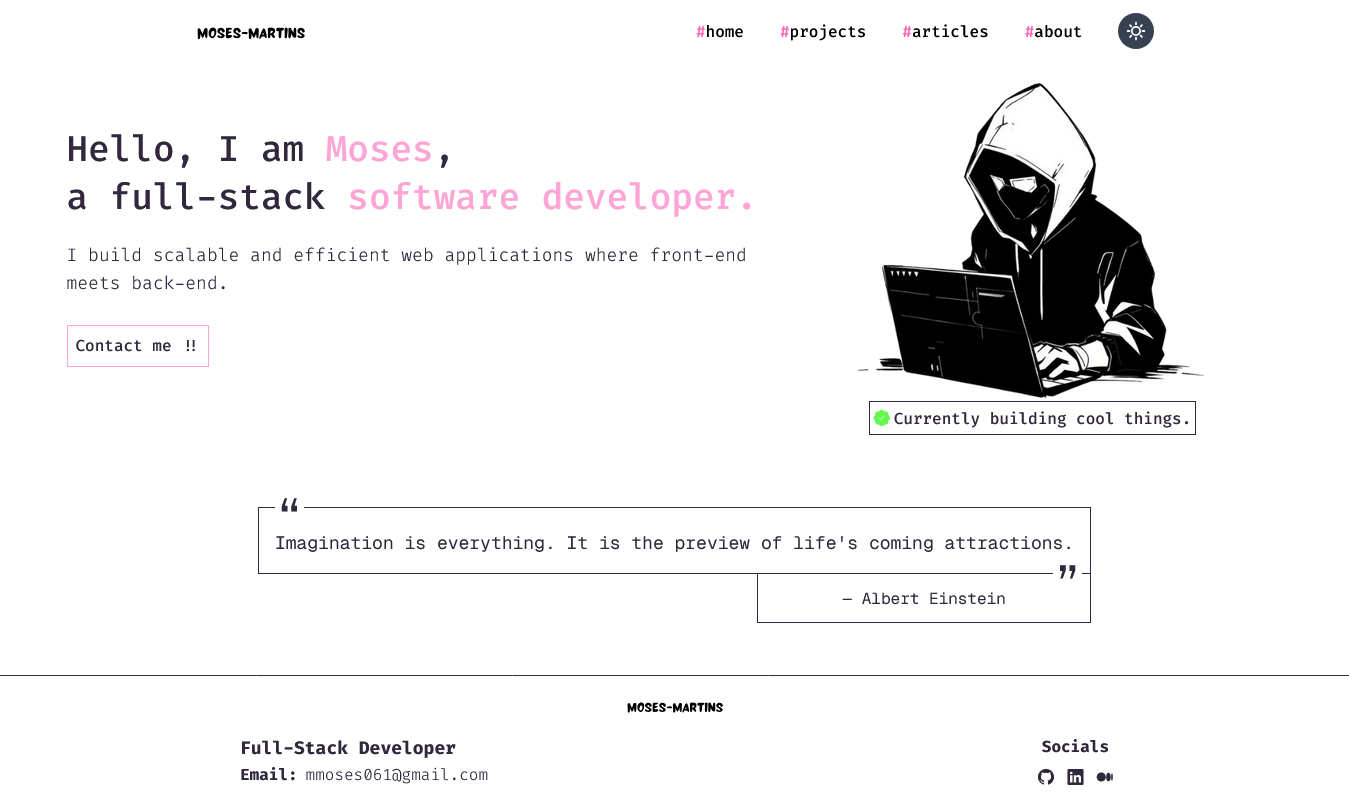 MOSES-MARTINS
#home #projects #articles #about
Hello, I am Moses,
a full-stack software developer.
I build scalable and efficient web applications where front-end
meets back-end.
Contact me !!
Currently building cool things.
“
Imagination is everything. It is the preview of life's coming attractions.
”
— Albert Einstein
MOSES-MARTINS
Full-Stack Developer
Email: mmoses061@gmail.com
Socials